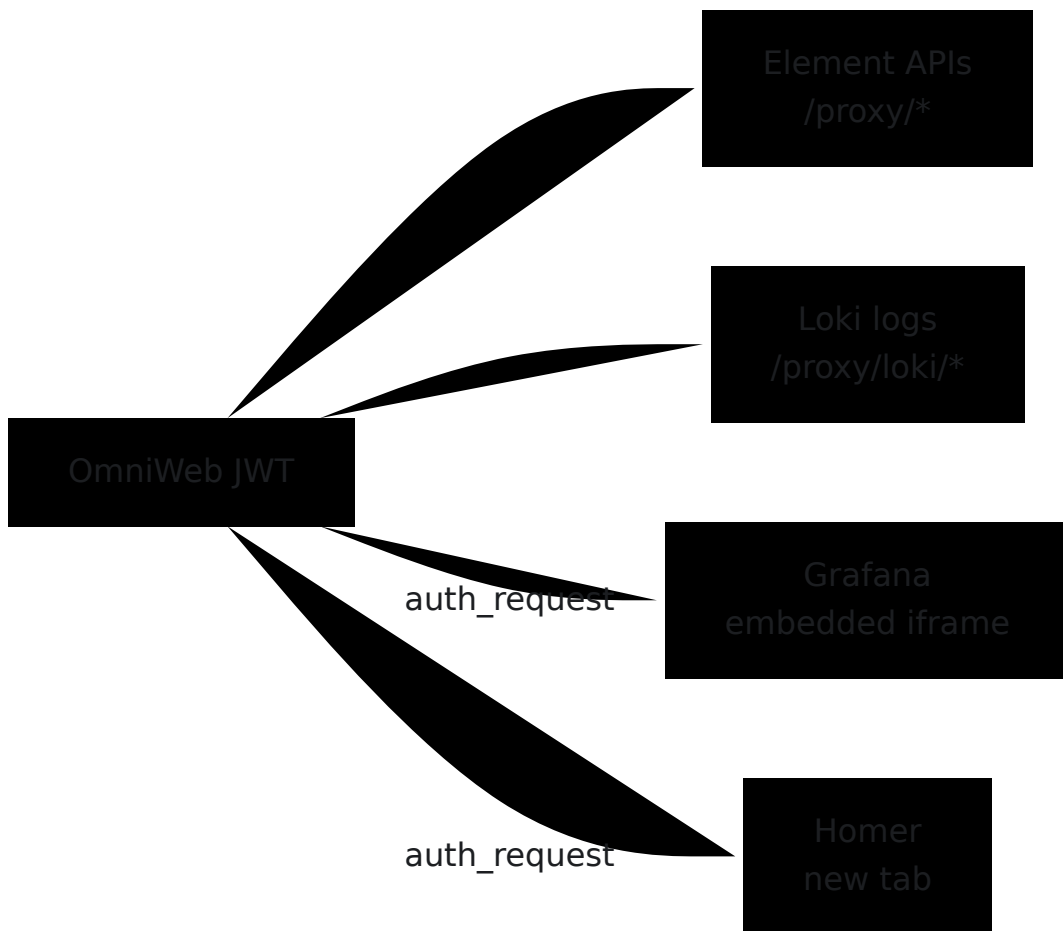 Element APIs
/proxy/*
Loki logs
/proxy/loki/*
OmniWeb JWT
Grafana
embedded iframe
auth_request
Homer
new tab
auth_request